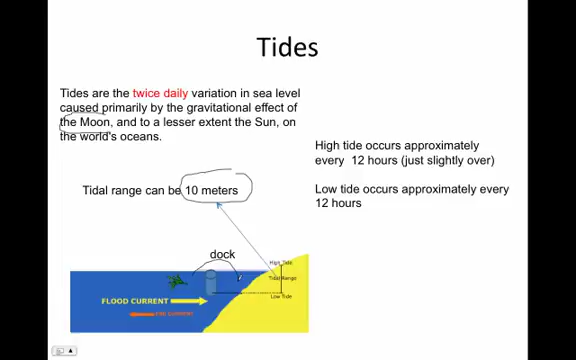 Tides
Tides are the twice daily variation in sea level
caused primarily by the gravitational effect of
the Moon, and to a lesser extent the Sun, on
the world's oceans.
High tide occurs approximately
every 12 hours (just slightly over)
Low tide occurs approximately every
12 hours
Tidal range can be 10 meters
dock
High Tide
Tidal Range
Low Tide
FLOOD CURRENT
EBB CURRENT